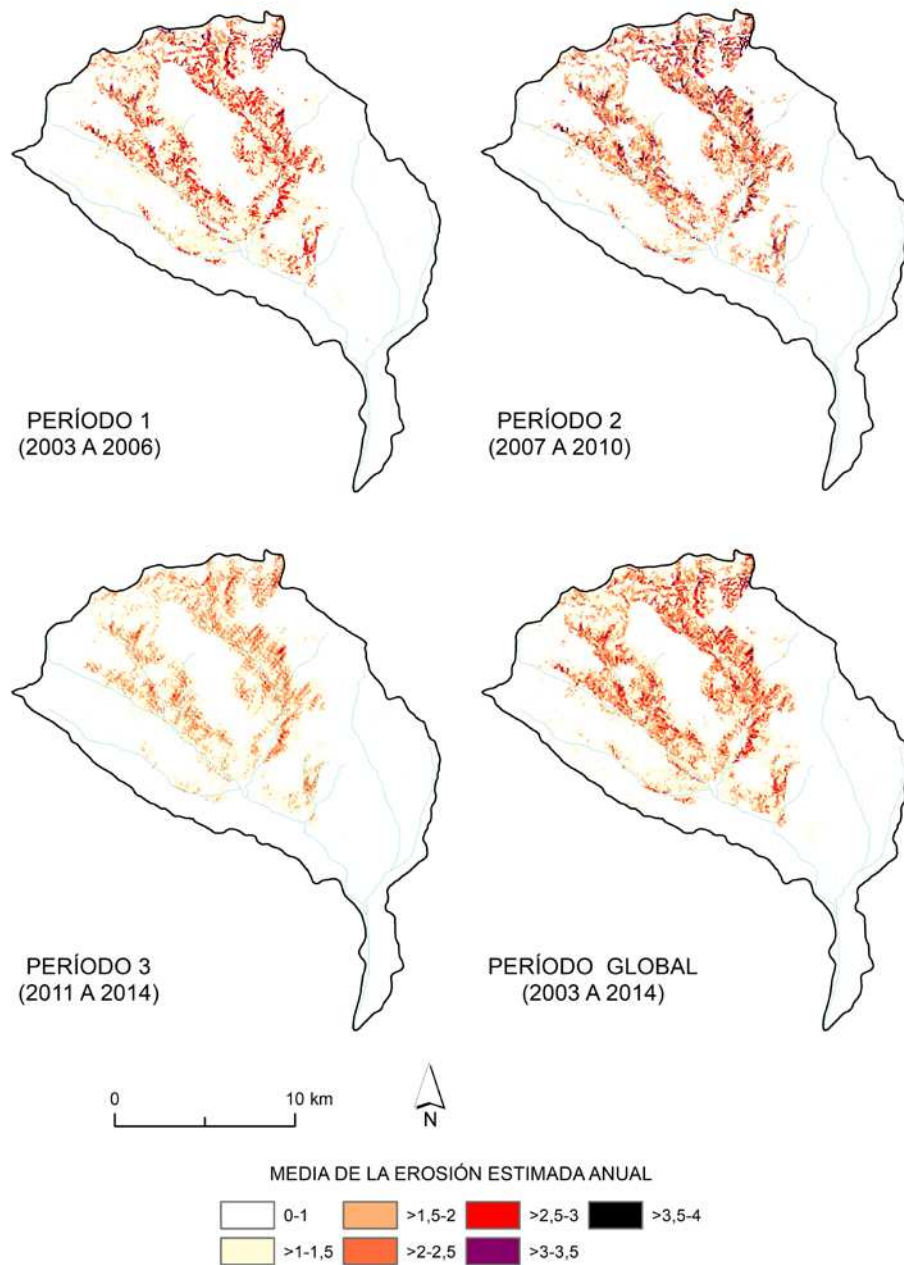 PERÍODO 1
(2003 A 2006)
PERÍODO 2
(2007 A 2010)
PERÍODO 3
(2011 A 2014)
PERÍODO GLOBAL
(2003 A 2014)
0 10 km
N
MEDIA DE LA EROSIÓN ESTIMADA ANUAL
0-1 >1,5-2 >2,5-3 >3,5-4
>1-1,5 >2-2,5 >3-3,5